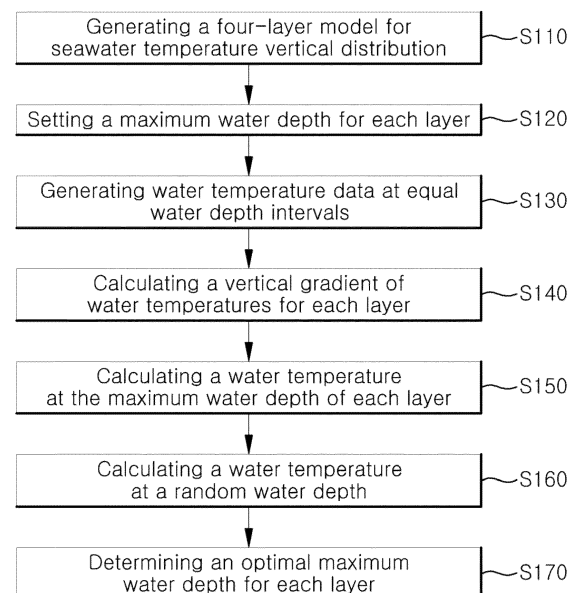 Generating a four-layer model for
seawater temperature vertical distribution
S110
Setting a maximum water depth for each layer
S120
Generating water temperature data at equal
water depth intervals
S130
Calculating a vertical gradient of
water temperatures for each layer
S140
Calculating a water temperature
at the maximum water depth of each layer
S150
Calculating a water temperature
at a random water depth
S160
Determining an optimal maximum
water depth for each layer
S170